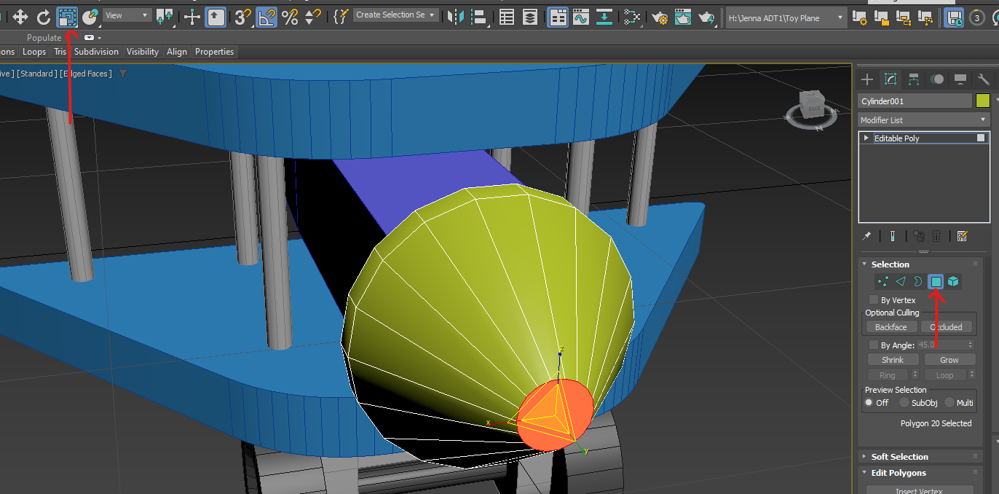 View
3
%
Create Selection Se
H:\Jenna ADT1\Toy Plane
3
Populate
ons Loops Tris Subdivision Visibility Align Properties
ive ] [Standard ] [Edged Faces ]
BACK
N
Cylinder001
Modifier List
Editable Poly
Selection
By Vertex
Optional Culling
Backface Occluded
By Angle: 45.0
Shrink Grow
Ring Loop
Preview Selection
Off SubObj Multi
Polygon 20 Selected
Soft Selection
Edit Polygons
Insert Vertex
z
x
y